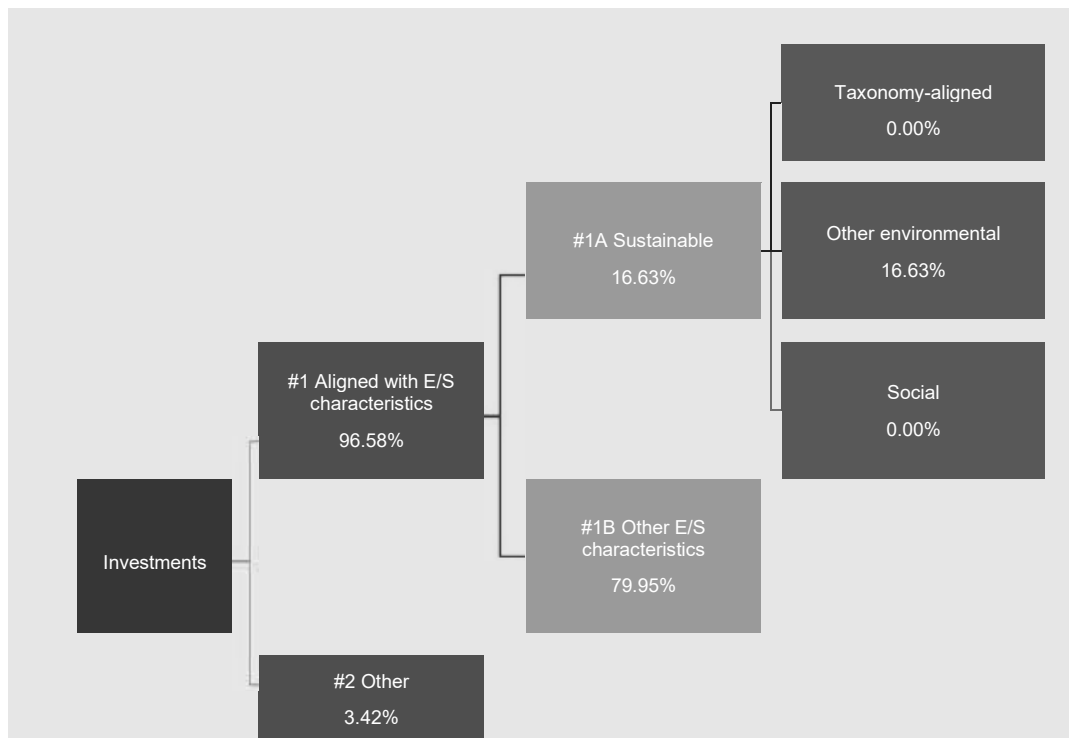 Taxonomy-aligned
0.00%
#1A Sustainable
16.63%
Other environmental
16.63%
#1 Aligned with E/S
characteristics
96.58%
Social
0.00%
Investments
#1B Other E/S
characteristics
79.95%
#2 Other
3.42%